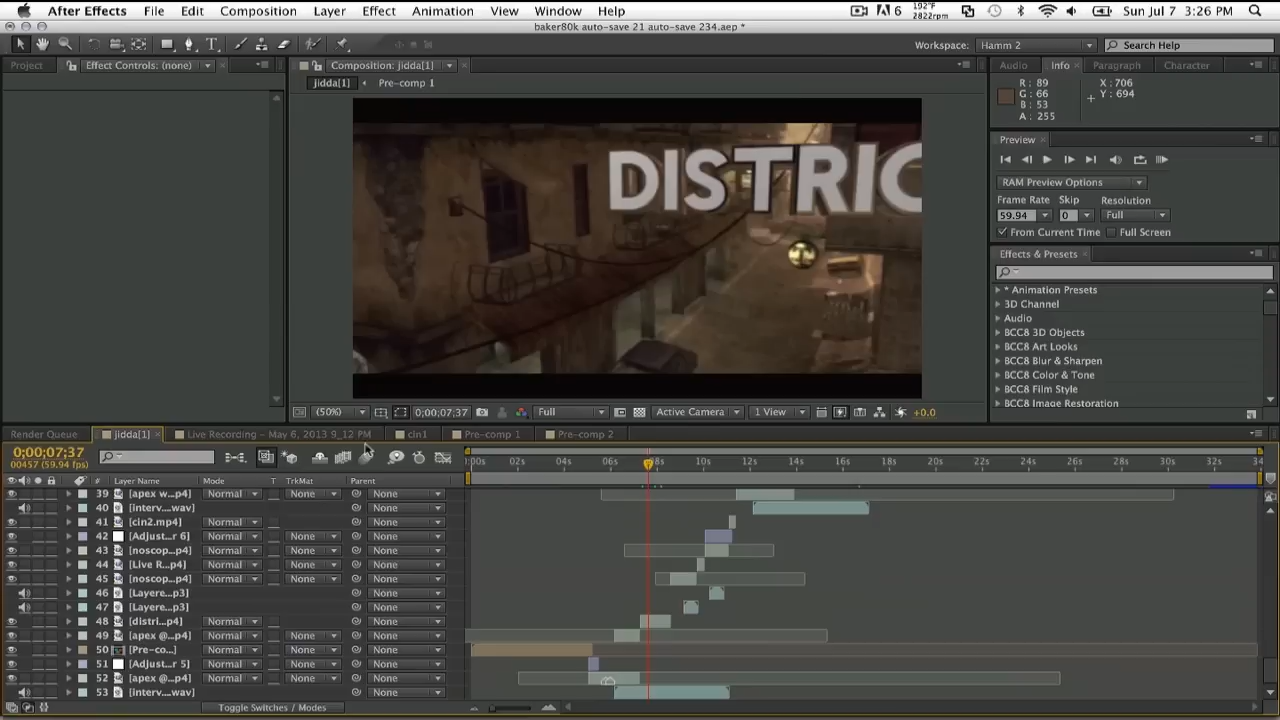 After Effects File Edit Composition Layer Effect Animation View Window Help 6 192°F 2822rpm Sun Jul 7 3:26 PM
baker80k auto-save 21 auto-save 234.aep *
Workspace: Hamm 2 Search Help
Project Effect Controls: (none) Composition: jidda[1] Audio Info Paragraph Character
jidda[1] Pre-comp 1
R : 89 X : 706
G : 66 Y : 694
B : 53
A : 255
DISTRIC
Preview
RAM Preview Options
Frame Rate Skip Resolution
59.94 0 Full
From Current Time Full Screen
Effects & Presets
* Animation Presets
3D Channel
Audio
BCC8 3D Objects
BCC8 Art Looks
BCC8 Blur & Sharpen
BCC8 Color & Tone
BCC8 Film Style
BCC8 Image Restoration
(50%) 0;00;07;37 Full Active Camera 1 View +0.0
Render Queue jidda[1] Live Recording - May 6, 2013 9_12 PM cin1 Pre-comp 1 Pre-comp 2
0;00;07;37
00457 (59.94 fps)
:00s 02s 04s 06s 08s 10s 12s 14s 16s 18s 20s 22s 24s 26s 28s 30s 32s 34
# Layer Name Mode T TrkMat Parent
39 [apex w...p4] Normal None None
40 [interv...wav] None
41 [cin2.mp4] Normal None None
42 [Adjust...r 6] Normal None None
43 [noscop...p4] Normal None None
44 [Live R...p4] Normal None None
45 [noscop...p4] Normal None None
46 [Layere...p3] None
47 [Layere...p3] None
48 [distri...p4] Normal None None
49 [apex @...p4] Normal None None
50 [Pre-co...] Normal None None
51 [Adjust...r 5] Normal None None
52 [apex @...p4] Normal None None
53 [interv...wav] None
Toggle Switches / Modes